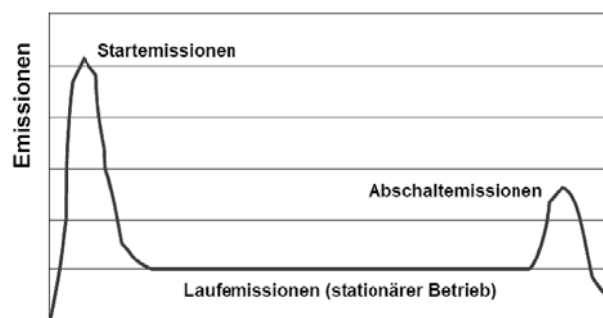 Startemissionen
Emissionen
Abschaltemissionen
Laufemissionen (stationärer Betrieb)